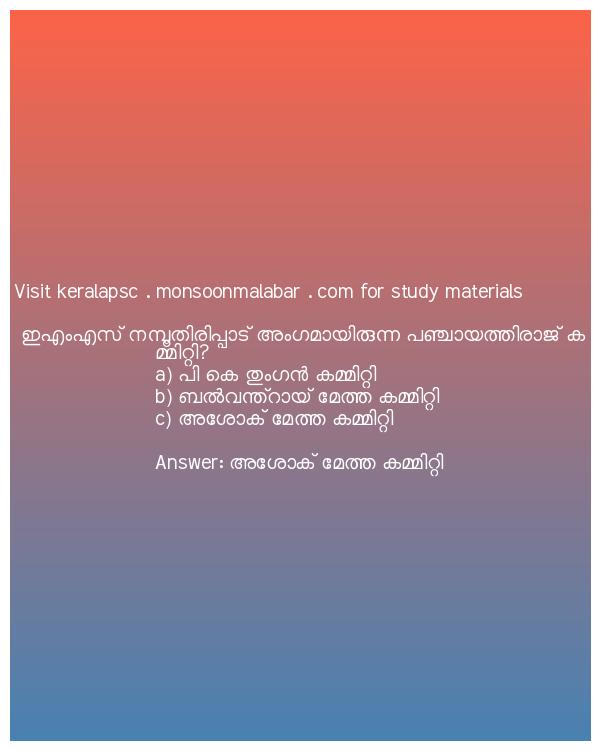 Visit keralapsc . monsoonmalabar . com for study materials
ഇഎംഎസ് നമ്പൂതിരിപ്പാട് അംഗമായിരുന്ന പഞ്ചായത്തിരാജ് ക
മ്മിറ്റി?
a) പി കെ തുംഗൻ കമ്മിറ്റി
b) ബൽവന്ത്റായ് മേത്ത കമ്മിറ്റി
c) അശോക് മേത്ത കമ്മിറ്റി
Answer: അശോക് മേത്ത കമ്മിറ്റി